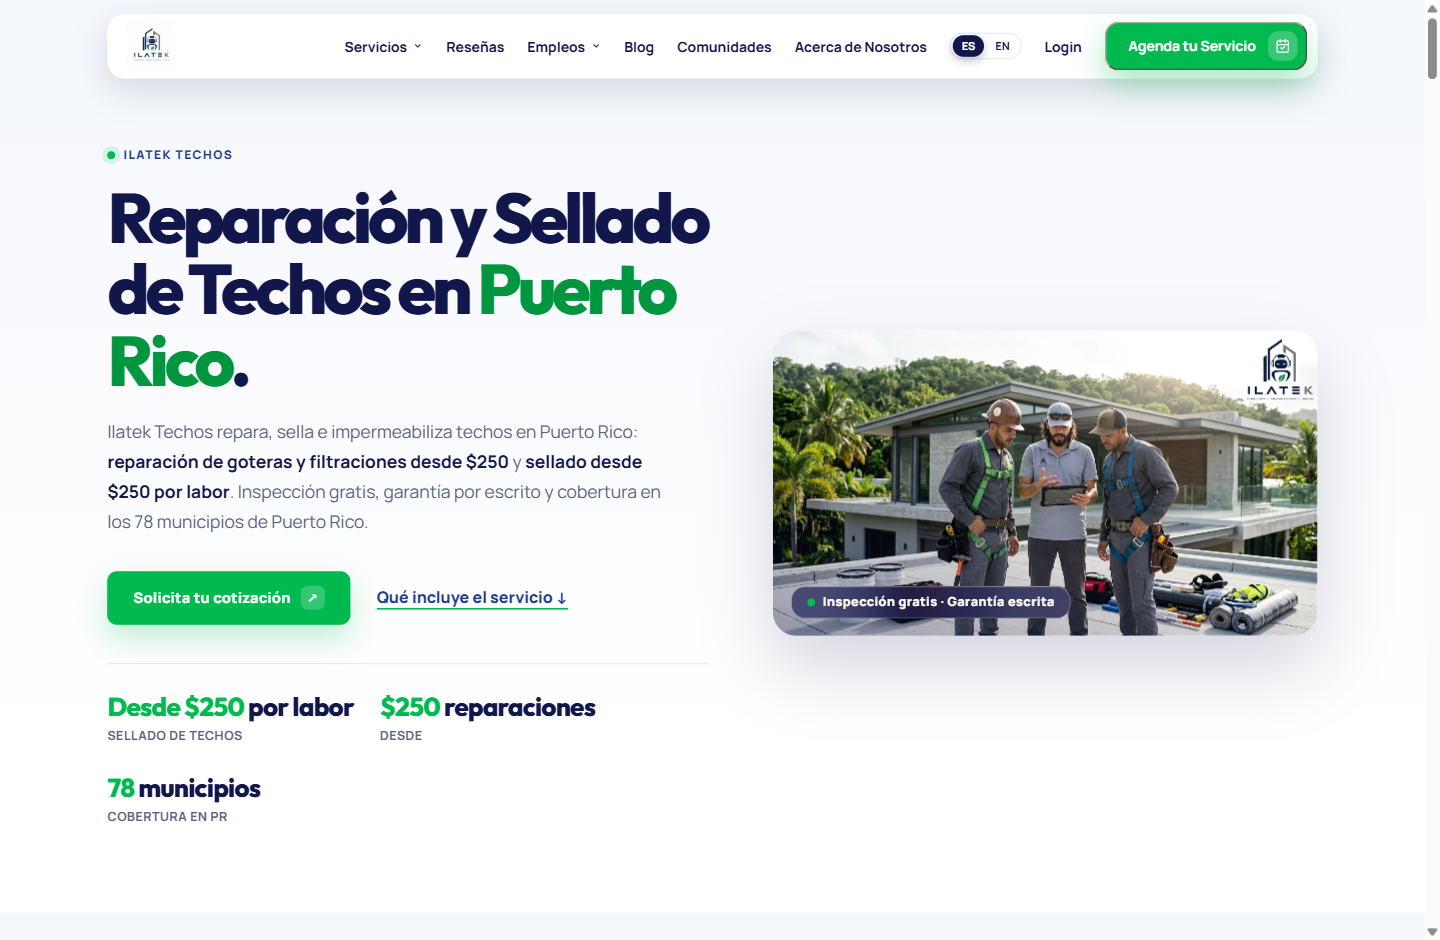 ILATEK
Servicios
Reseñas
Empleos
Blog
Comunidades
Acerca de Nosotros
ES
EN
Login
Agenda tu Servicio
ILATEK TECHOS
Reparación y Sellado
de Techos en Puerto
Rico.
Ilatek Techos repara, sella e impermeabiliza techos en Puerto Rico:
reparación de goteras y filtraciones desde $250 y sellado desde
$250 por labor. Inspección gratis, garantía por escrito y cobertura en
los 78 municipios de Puerto Rico.
Solicita tu cotización ↗
Qué incluye el servicio ↓
ILATEK
Inspección gratis · Garantía escrita
Desde $250 por labor
SELLADO DE TECHOS
$250 reparaciones
DESDE
78 municipios
COBERTURA EN PR